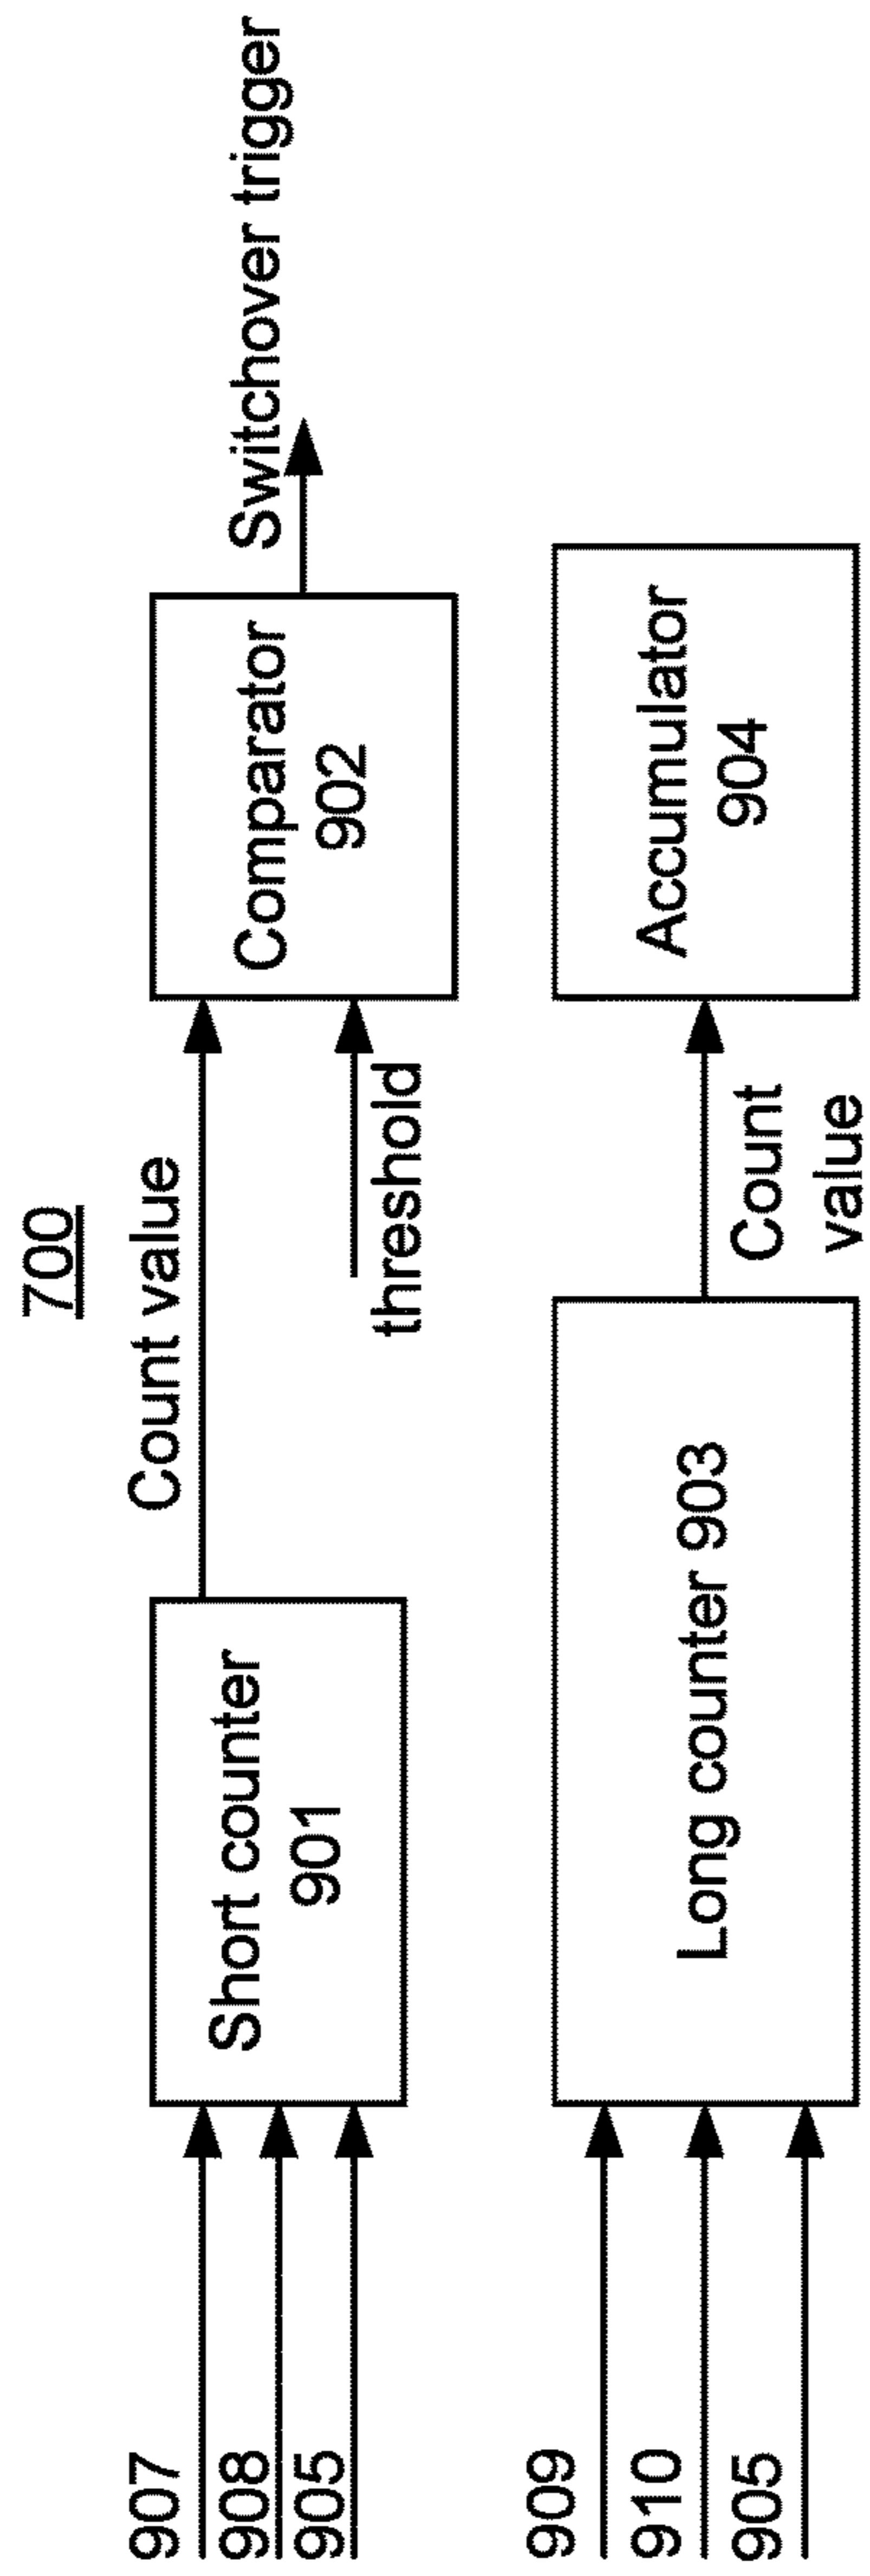 700
907
908
905
Short counter
901
Count value
threshold
Comparator
902
Switchover trigger
909
910
905
Long counter 903
Count
value
Accumulator
904